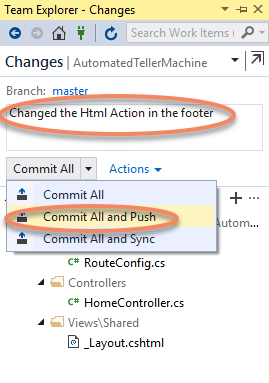 Team Explorer - Changes
Search Work Items (
Changes | AutomatedTellerMachine
Branch: master
Changed the Html Action in the footer
Commit All Actions
Commit All
Commit All and Push
Autom...
Commit All and Sync
C# RouteConfig.cs
Controllers
C# HomeController.cs
Views\Shared
_Layout.cshtml